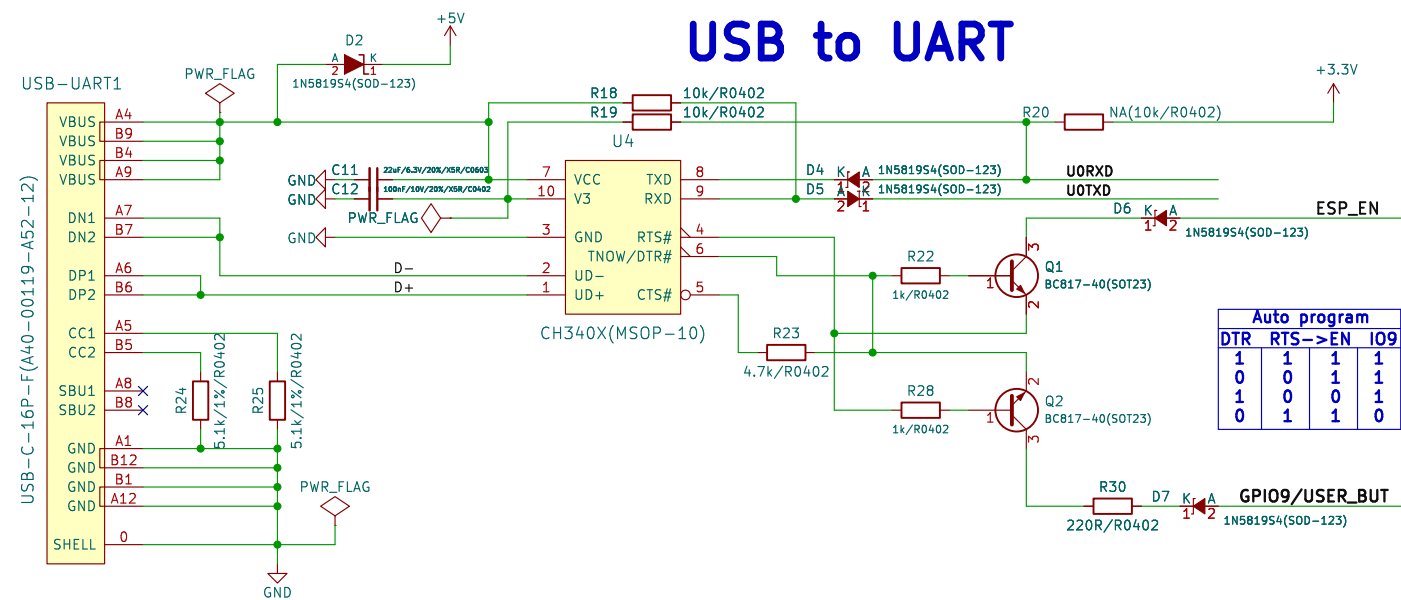 USB to UART
+5V
D2
A K
2 1
1N5819S4(SOD-123)
PWR_FLAG
USB-UART1
USB-C-16P-F(A40-00119-A52-12)
VBUS A4
VBUS B9
VBUS B4
VBUS A9
DN1 A7
DN2 B7
DP1 A6
DP2 B6
CC1 A5
CC2 B5
SBU1 A8
SBU2 B8
GND A1
GND B12
GND B1
GND A12
SHELL 0
R24
5.1k/1%/R0402
R25
5.1k/1%/R0402
PWR_FLAG
GND
D-
D+
GND C11 22uF/6.3V/20%/X5R/C0603
GND C12 100nF/10V/20%/X5R/C0402
PWR_FLAG
GND
R18 10k/R0402
R19 10k/R0402
U4
7 VCC TXD 8
10 V3 RXD 9
3 GND RTS# 4
TNOW/DTR# 6
2 UD-
1 UD+ CTS# 5
CH340X(MSOP-10)
R23
4.7k/R0402
D4 K A 1N5819S4(SOD-123)
1 2
D5 A K 1N5819S4(SOD-123)
2 1
R20 NA(10k/R0402)
+3.3V
U0RXD
U0TXD
D6 K A
1 2
1N5819S4(SOD-123)
ESP_EN
R22
1k/R0402
3
1
2
Q1
BC817-40(SOT23)
R28
1k/R0402
2
1
3
Q2
BC817-40(SOT23)
R30
220R/R0402
D7 K A
1 2
1N5819S4(SOD-123)
GPIO9/USER_BUT
Auto program
DTR RTS->EN IO9
1 1 1 1
0 0 1 1
1 0 0 1
0 1 1 0